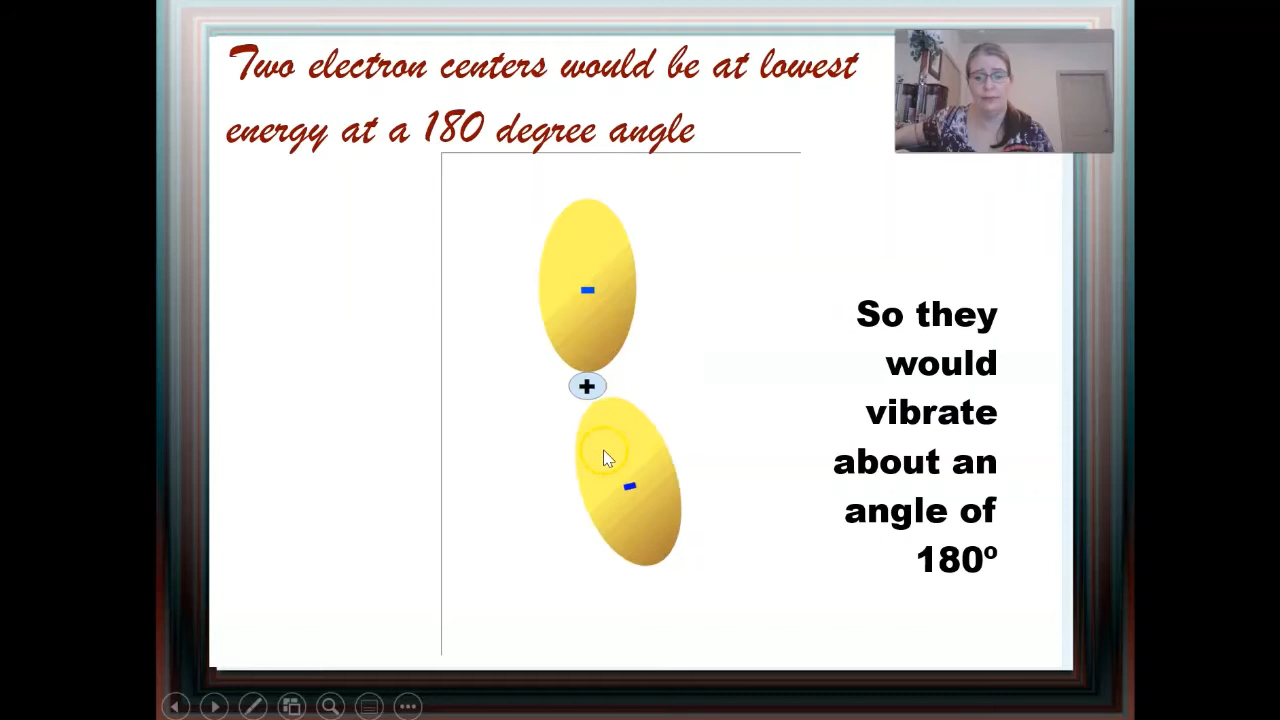 Two electron centers would be at lowest
energy at a 180 degree angle
-
+
-
So they
would
vibrate
about an
angle of
180º